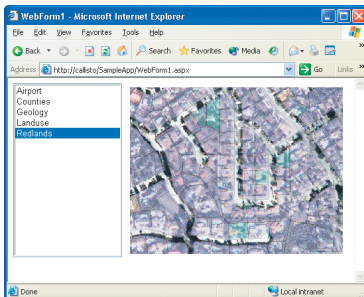 WebForm1 - Microsoft Internet Explorer
File Edit View Favorites Tools Help
Back Search Favorites Media
Address http://callisto/SampleApp/WebForm1.aspx Go Links
Airport
Counties
Geology
Landuse
Redlands
Done Local intranet